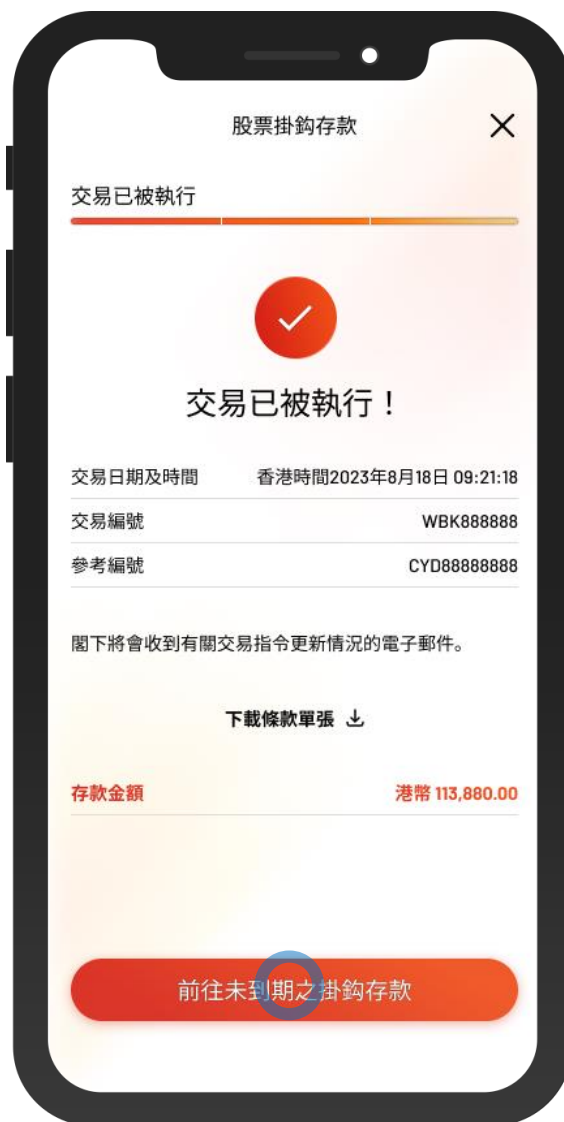 股票掛鈎存款
交易已被執行
交易已被執行！
交易日期及時間 香港時間2023年8月18日 09:21:18
交易編號 WBK888888
參考編號 CYD88888888
閣下將會收到有關交易指令更新情況的電子郵件。
下載條款單張
存款金額 港幣 113,880.00
前往未到期之掛鈎存款